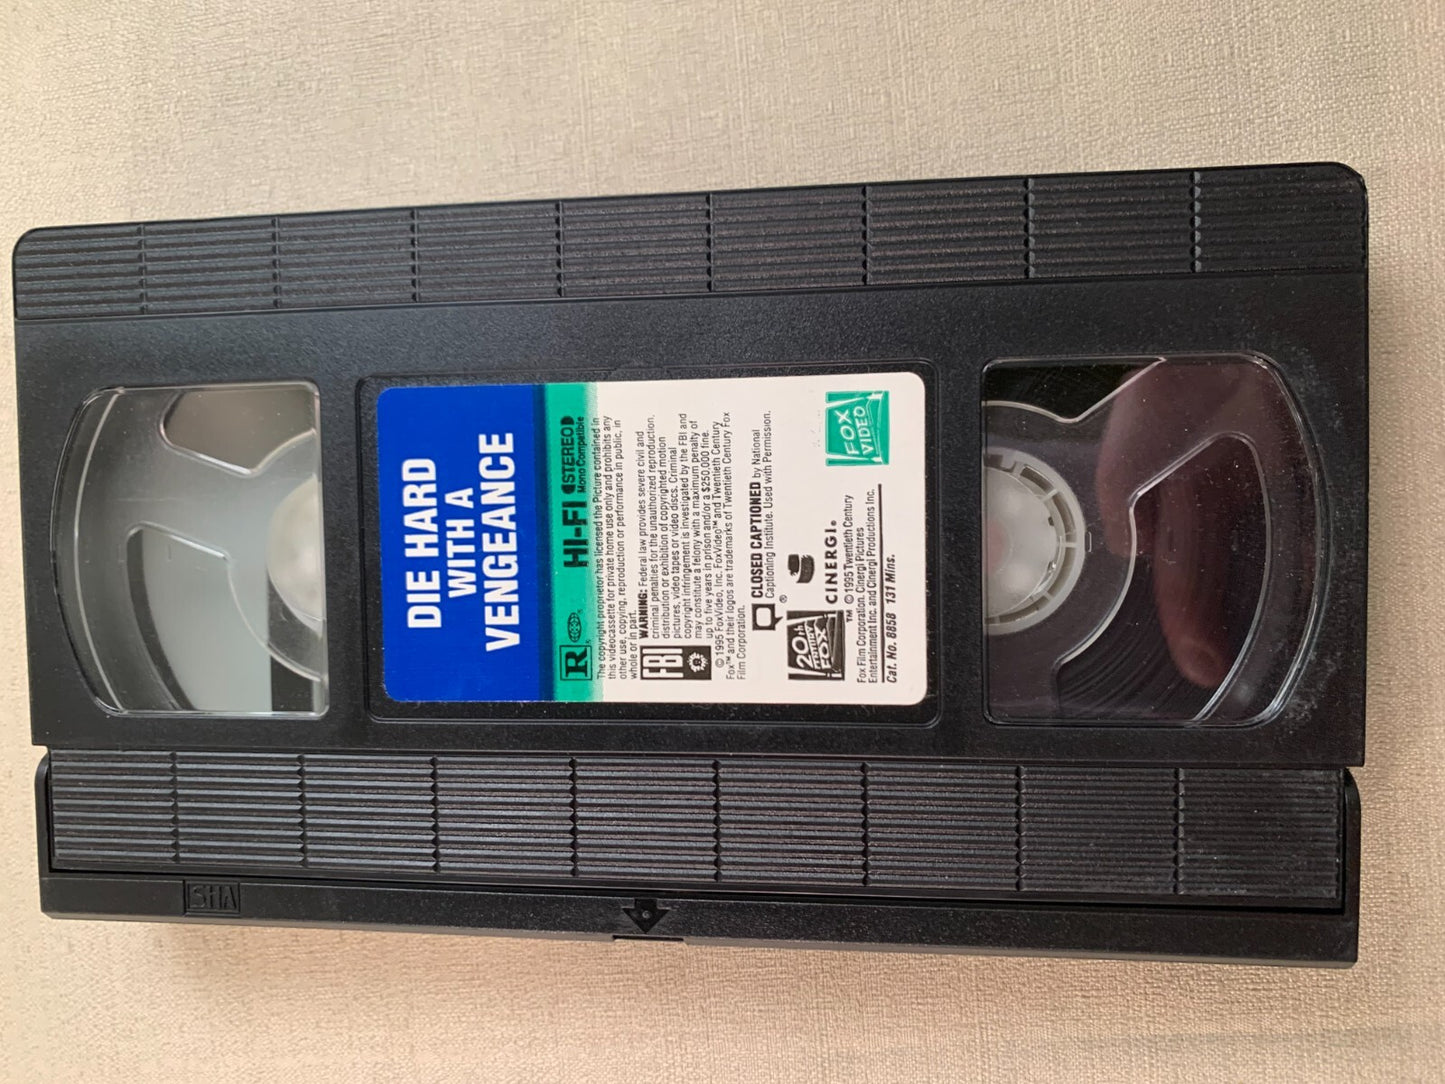 DIE HARD
WITH A
VENGEANCE
R
HI-FI STEREO
Mono Compatible
The copyright proprietor has licensed the Picture contained in
this videocassette for private home use only and prohibits any
other use, copying, reproduction or performance in public, in
whole or in part.
FBI
WARNING: Federal law provides severe civil and
criminal penalties for the unauthorized reproduction,
distribution or exhibition of copyrighted motion
pictures, video tapes or video discs. Criminal
copyright infringement is investigated by the FBI and
may constitute a felony with a maximum penalty of
up to five years in prison and/or a $250,000 fine.
© 1995 FoxVideo, Inc. FoxVideo™ and Twentieth Century
Fox™ and their logos are trademarks of Twentieth Century Fox
Film Corporation.
® CLOSED CAPTIONED by National
Captioning Institute. Used with Permission.
20th
CENTURY
FOX
CINERGI®
FOX
VIDEO
™ © 1995 Twentieth Century
Fox Film Corporation, Cinergi Pictures
Entertainment Inc. and Cinergi Productions Inc.
Cat. No. 8858 131 Mins.
VHS